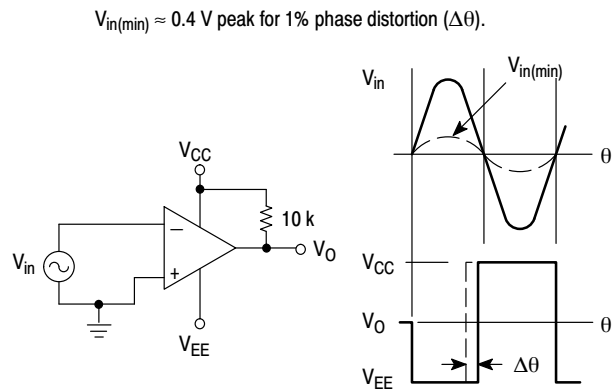 V_in(min) ≈ 0.4 V peak for 1% phase distortion (Δθ).
V_in
V_in(min)
θ
V_CC
10 k
−
+
V_in
V_O
V_EE
V_CC
V_O
θ
V_EE
Δθ